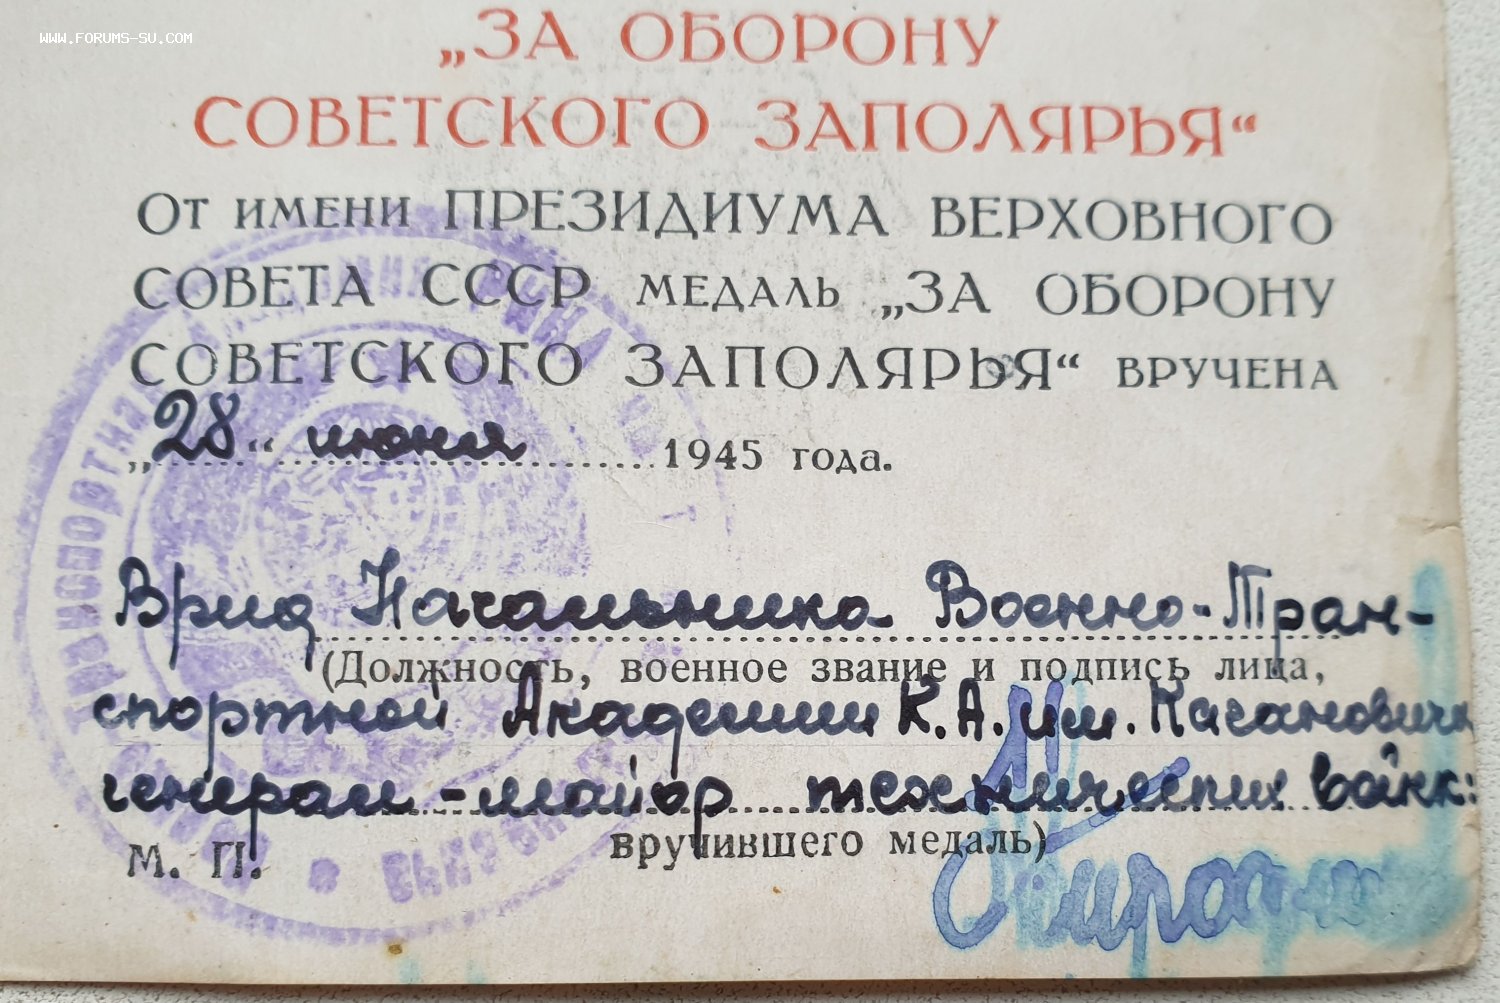 WWW.FORUMS-SU.COM
„ЗА ОБОРОНУ
СОВЕТСКОГО ЗАПОЛЯРЬЯ“
От имени ПРЕЗИДИУМА ВЕРХОВНОГО
СОВЕТА СССР медаль „ЗА ОБОРОНУ
СОВЕТСКОГО ЗАПОЛЯРЬЯ“ вручена
„28“ июня 1945 года.
Врид Начальника Военно-Тран-
(Должность, военное звание и подпись лица,
спортной Академии К.А. им. Кагановича
генерал-майор технических войск:
вручившего медаль)
М. П.
Транспортная